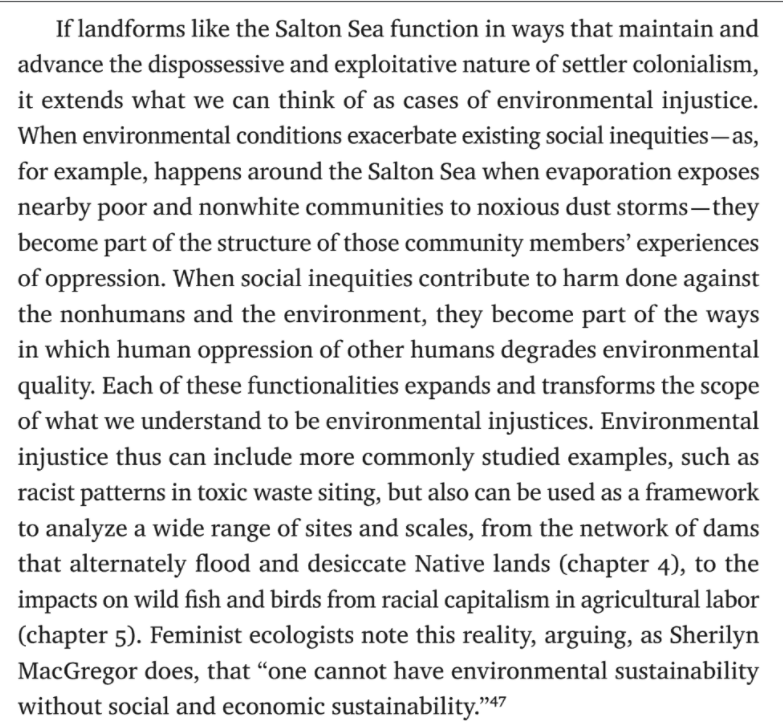 If landforms like the Salton Sea function in ways that maintain and
advance the dispossessive and exploitative nature of settler colonialism,
it extends what we can think of as cases of environmental injustice.
When environmental conditions exacerbate existing social inequities—as,
for example, happens around the Salton Sea when evaporation exposes
nearby poor and nonwhite communities to noxious dust storms—they
become part of the structure of those community members’ experiences
of oppression. When social inequities contribute to harm done against
the nonhumans and the environment, they become part of the ways
in which human oppression of other humans degrades environmental
quality. Each of these functionalities expands and transforms the scope
of what we understand to be environmental injustices. Environmental
injustice thus can include more commonly studied examples, such as
racist patterns in toxic waste siting, but also can be used as a framework
to analyze a wide range of sites and scales, from the network of dams
that alternately flood and desiccate Native lands (chapter 4), to the
impacts on wild fish and birds from racial capitalism in agricultural labor
(chapter 5). Feminist ecologists note this reality, arguing, as Sherilyn
MacGregor does, that “one cannot have environmental sustainability
without social and economic sustainability.”⁴⁷